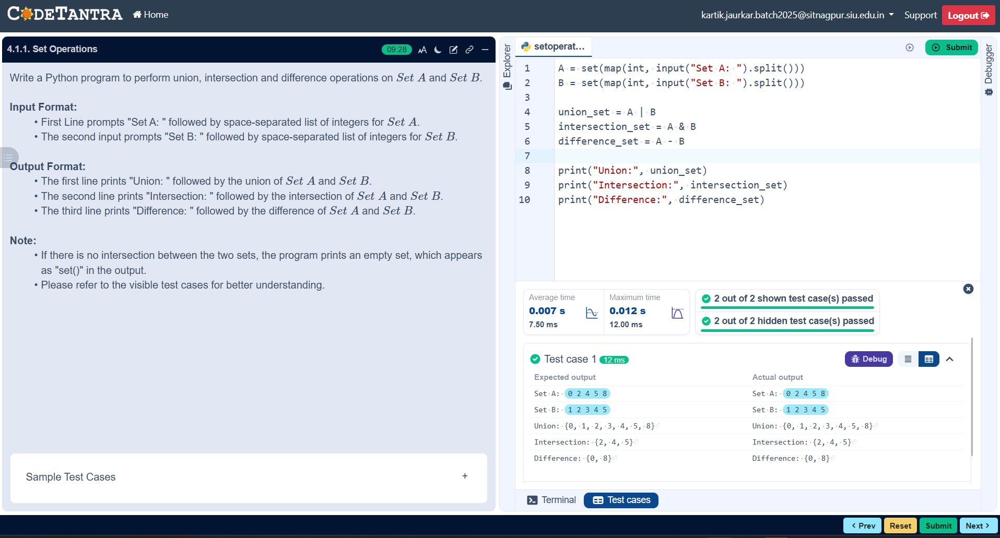 CODETANTRA
Home
kartik.jaurkar.batch2025@sitnagpur.siu.edu.in
Support
Logout
4.1.1. Set Operations
09:28
AA
Write a Python program to perform union, intersection and difference operations on Set A and Set B.
Input Format:
• First Line prompts "Set A: " followed by space-separated list of integers for Set A.
• The second input prompts "Set B: " followed by space-separated list of integers for Set B.
Output Format:
• The first line prints "Union: " followed by the union of Set A and Set B.
• The second line prints "Intersection: " followed by the intersection of Set A and Set B.
• The third line prints "Difference: " followed by the difference of Set A and Set B.
Note:
• If there is no intersection between the two sets, the program prints an empty set, which appears
as "set()" in the output.
• Please refer to the visible test cases for better understanding.
Sample Test Cases
+
Explorer
setoperat...
Submit
Debugger
1 A = set(map(int, input("Set A: ").split()))
2 B = set(map(int, input("Set B: ").split()))
3
4 union_set = A | B
5 intersection_set = A & B
6 difference_set = A - B
7
8 print("Union:", union_set)
9 print("Intersection:", intersection_set)
10 print("Difference:", difference_set)
Average time
0.007 s
7.50 ms
Maximum time
0.012 s
12.00 ms
2 out of 2 shown test case(s) passed
2 out of 2 hidden test case(s) passed
Test case 1 12 ms
Debug
Expected output
Actual output
Set·A:· 0 2 4 5 8
Set·A:· 0 2 4 5 8
Set·B:· 1 2 3 4 5
Set·B:· 1 2 3 4 5
Union:·{0,·1,·2,·3,·4,·5,·8}⏎
Union:·{0,·1,·2,·3,·4,·5,·8}⏎
Intersection:·{2,·4,·5}⏎
Intersection:·{2,·4,·5}⏎
Difference:·{0,·8}⏎
Difference:·{0,·8}⏎
Terminal
Test cases
< Prev
Reset
Submit
Next >